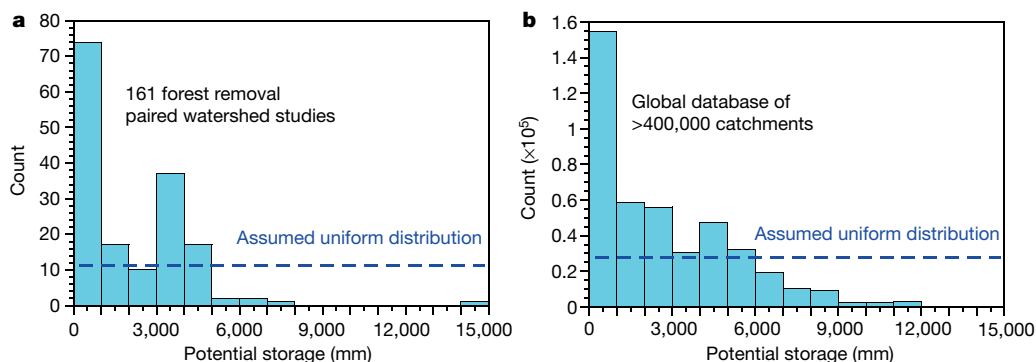 a
80
70
60
50
40
30
20
10
0
Count
161 forest removal
paired watershed studies
Assumed uniform distribution
0 3,000 6,000 9,000 12,000 15,000
Potential storage (mm)
b
1.6
1.4
1.2
1
0.8
0.6
0.4
0.2
0
Count (×10⁵)
Global database of
>400,000 catchments
Assumed uniform distribution
0 3,000 6,000 9,000 12,000 15,000
Potential storage (mm)